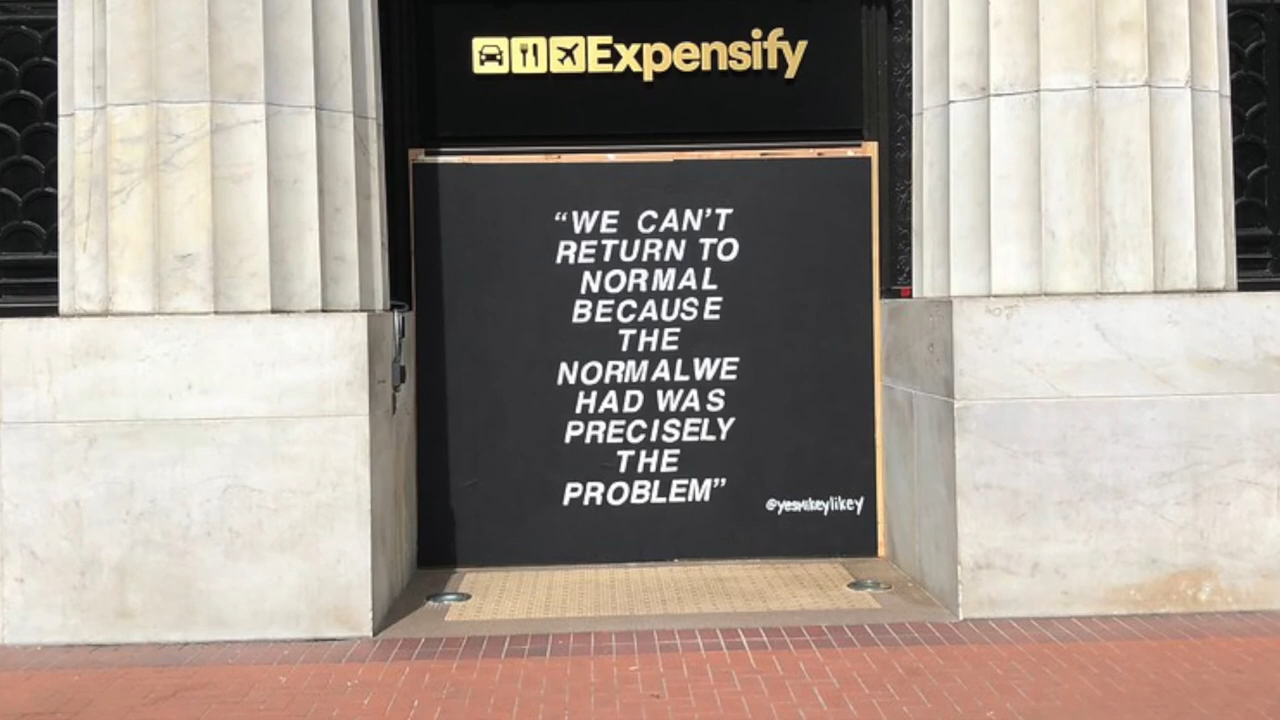 Expensify
“WE CAN’T
RETURN TO
NORMAL
BECAUSE
THE
NORMALWE
HAD WAS
PRECISELY
THE
PROBLEM”
@yesmikeylikey